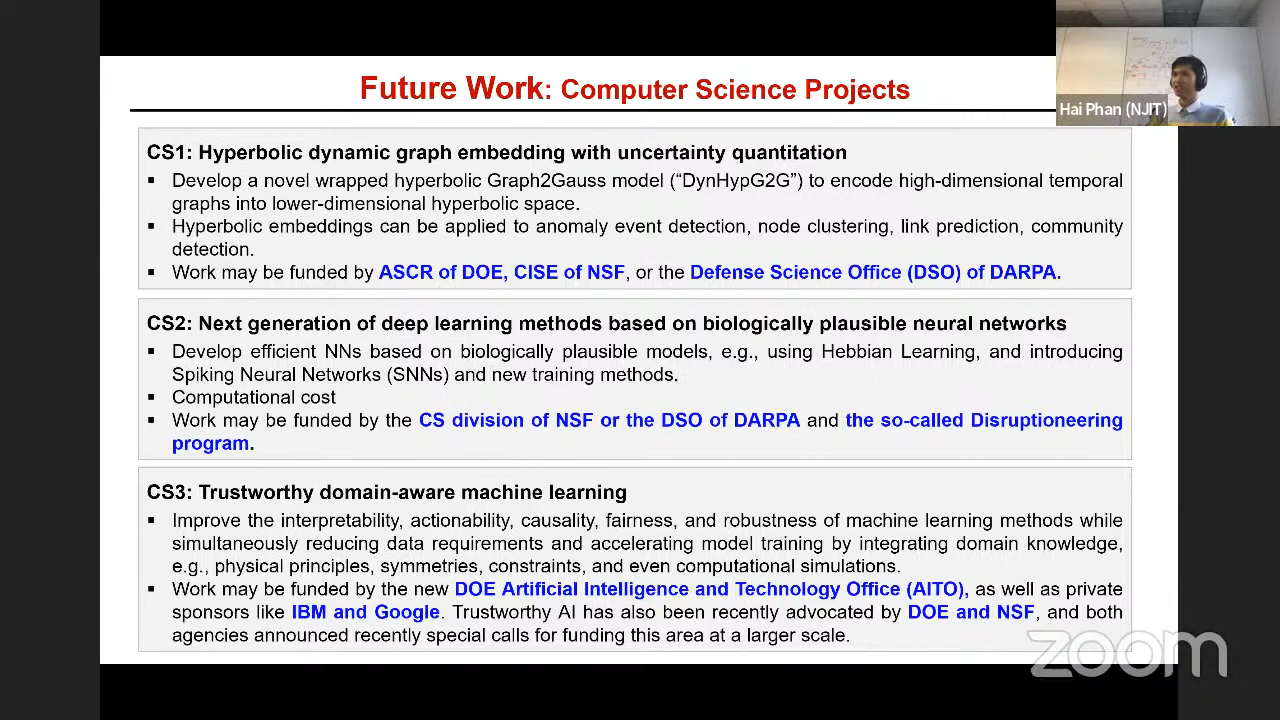 Future Work: Computer Science Projects
Hai Phan (NJIT)
CS1: Hyperbolic dynamic graph embedding with uncertainty quantitation
▪ Develop a novel wrapped hyperbolic Graph2Gauss model (“DynHypG2G”) to encode high-dimensional temporal
graphs into lower-dimensional hyperbolic space.
▪ Hyperbolic embeddings can be applied to anomaly event detection, node clustering, link prediction, community
detection.
▪ Work may be funded by ASCR of DOE, CISE of NSF, or the Defense Science Office (DSO) of DARPA.
CS2: Next generation of deep learning methods based on biologically plausible neural networks
▪ Develop efficient NNs based on biologically plausible models, e.g., using Hebbian Learning, and introducing
Spiking Neural Networks (SNNs) and new training methods.
▪ Computational cost
▪ Work may be funded by the CS division of NSF or the DSO of DARPA and the so-called Disruptioneering
program.
CS3: Trustworthy domain-aware machine learning
▪ Improve the interpretability, actionability, causality, fairness, and robustness of machine learning methods while
simultaneously reducing data requirements and accelerating model training by integrating domain knowledge,
e.g., physical principles, symmetries, constraints, and even computational simulations.
▪ Work may be funded by the new DOE Artificial Intelligence and Technology Office (AITO), as well as private
sponsors like IBM and Google. Trustworthy AI has also been recently advocated by DOE and NSF, and both
agencies announced recently special calls for funding this area at a larger scale.
zoom